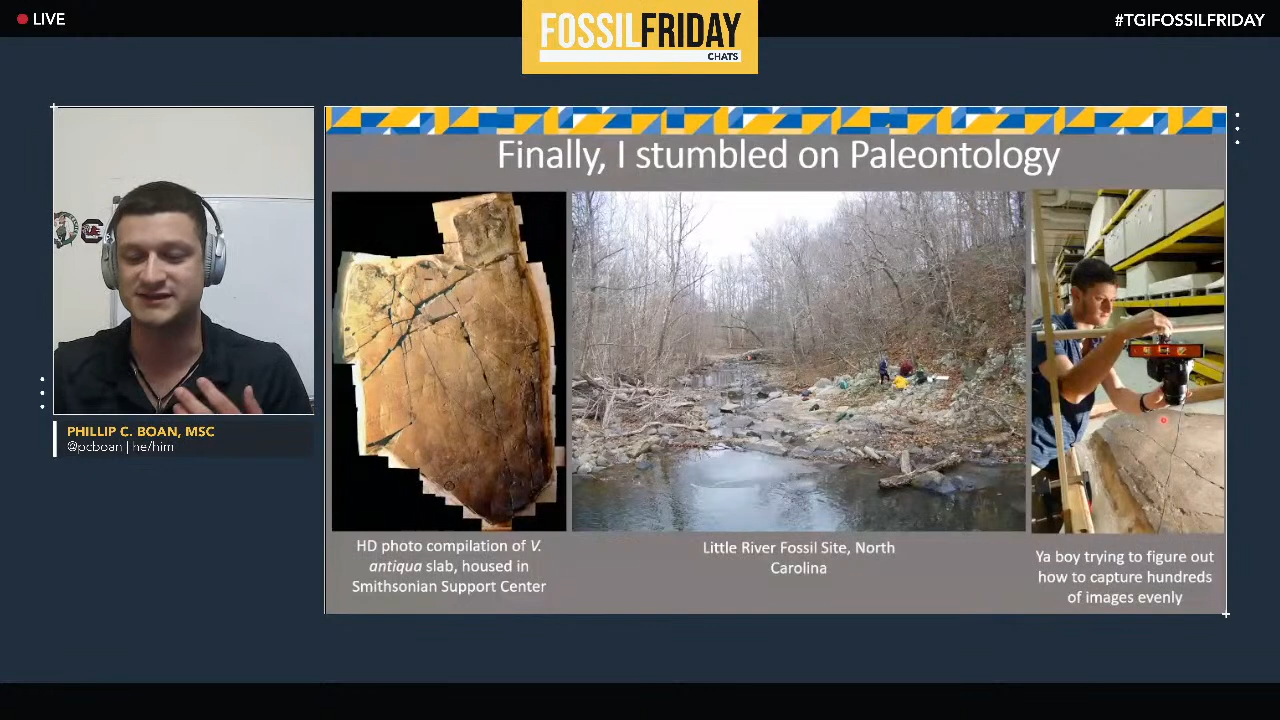 LIVE
FOSSILFRIDAY
CHATS
#TGIFOSSILFRIDAY
Finally, I stumbled on Paleontology
PHILLIP C. BOAN, MSC
@pcboan | he/him
HD photo compilation of V.
antiqua slab, housed in
Smithsonian Support Center
Little River Fossil Site, North
Carolina
Ya boy trying to figure out
how to capture hundreds
of images evenly